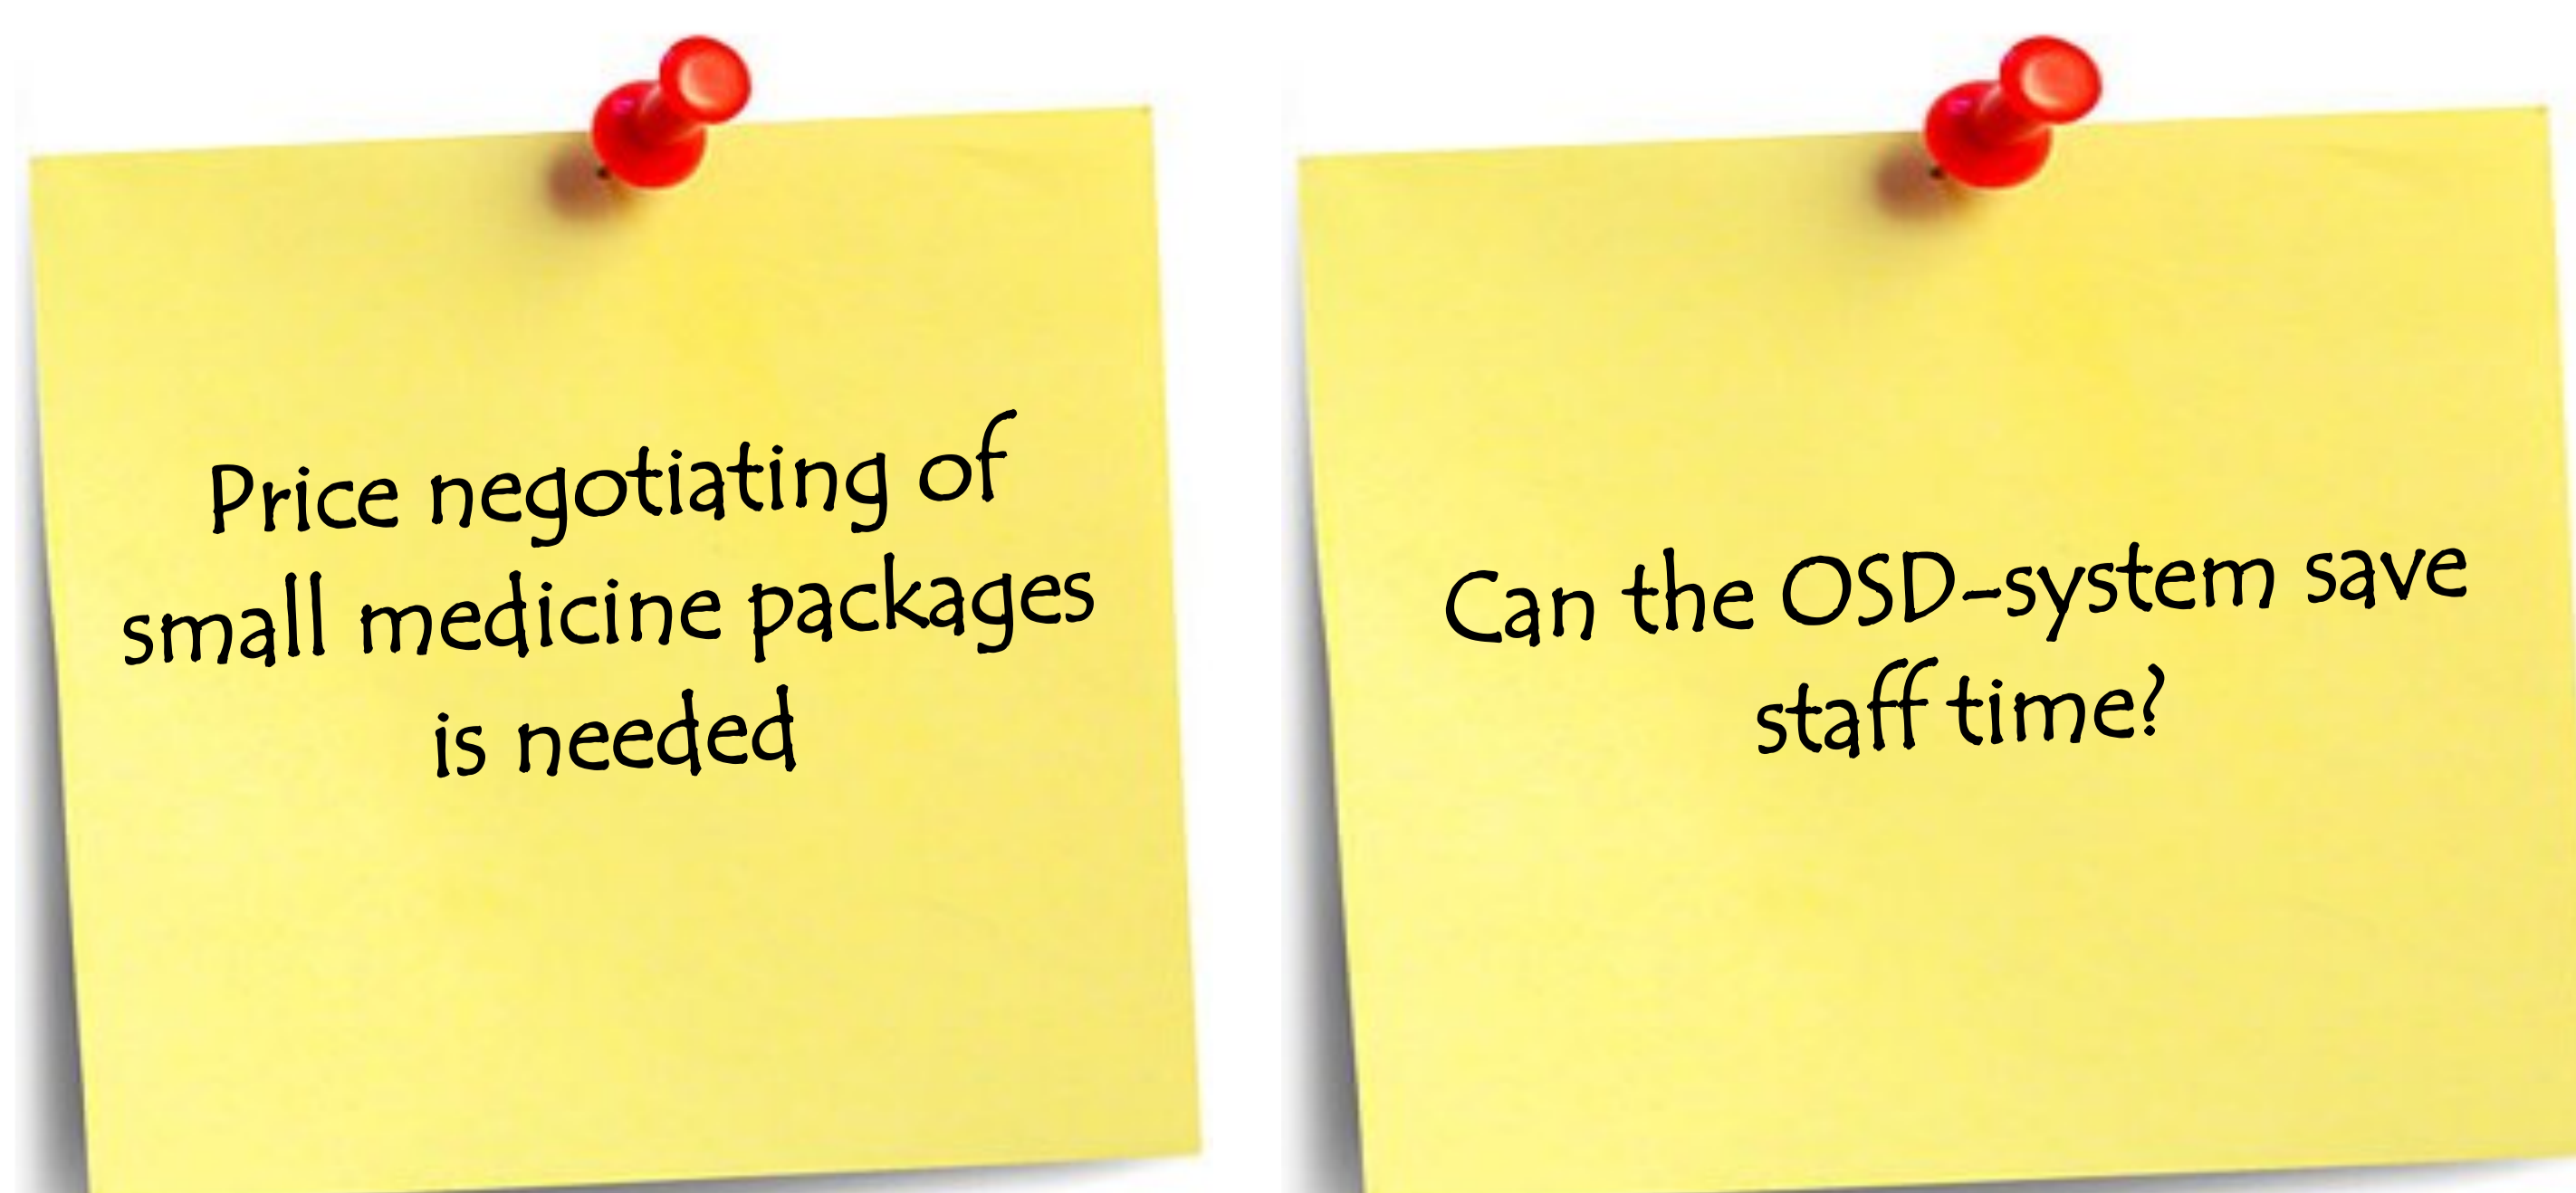 Price negotiating of
small medicine packages
is needed
Can the OSD-system save
staff time?